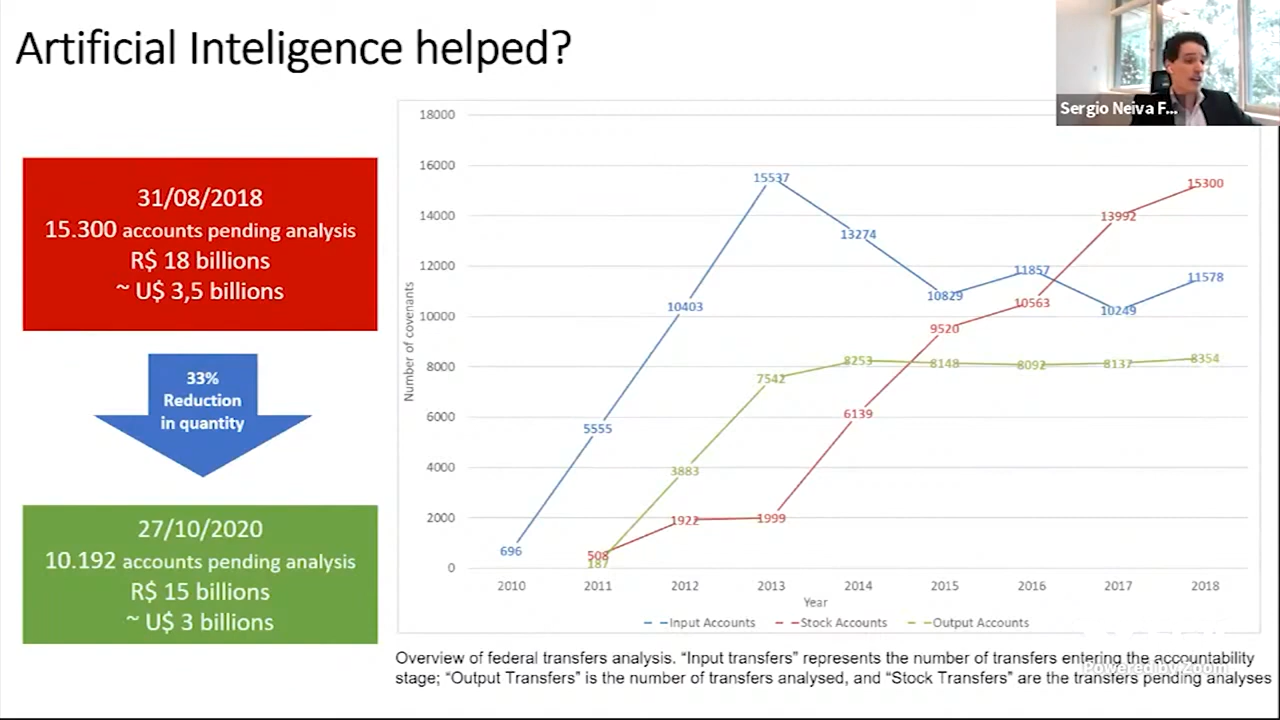 Artificial Inteligence helped?
Sergio Neiva F...
31/08/2018
15.300 accounts pending analysis
R$ 18 billions
~ U$ 3,5 billions
33%
Reduction
in quantity
27/10/2020
10.192 accounts pending analysis
R$ 15 billions
~ U$ 3 billions
Number of covenants
18000
16000
14000
12000
10000
8000
6000
4000
2000
0
696
5555
10403
15537
13274
10829
11857
10249
11578
508
1922
1999
6139
9520
10563
13992
15300
187
3883
7542
8253
8148
8092
8137
8354
2010 2011 2012 2013 2014 2015 2016 2017 2018
Year
Input Accounts Stock Accounts Output Accounts
Overview of federal transfers analysis. “Input transfers” represents the number of transfers entering the accountability
stage; “Output Transfers” is the number of transfers analysed, and “Stock Transfers” are the transfers pending analyses
Powered by Zoom